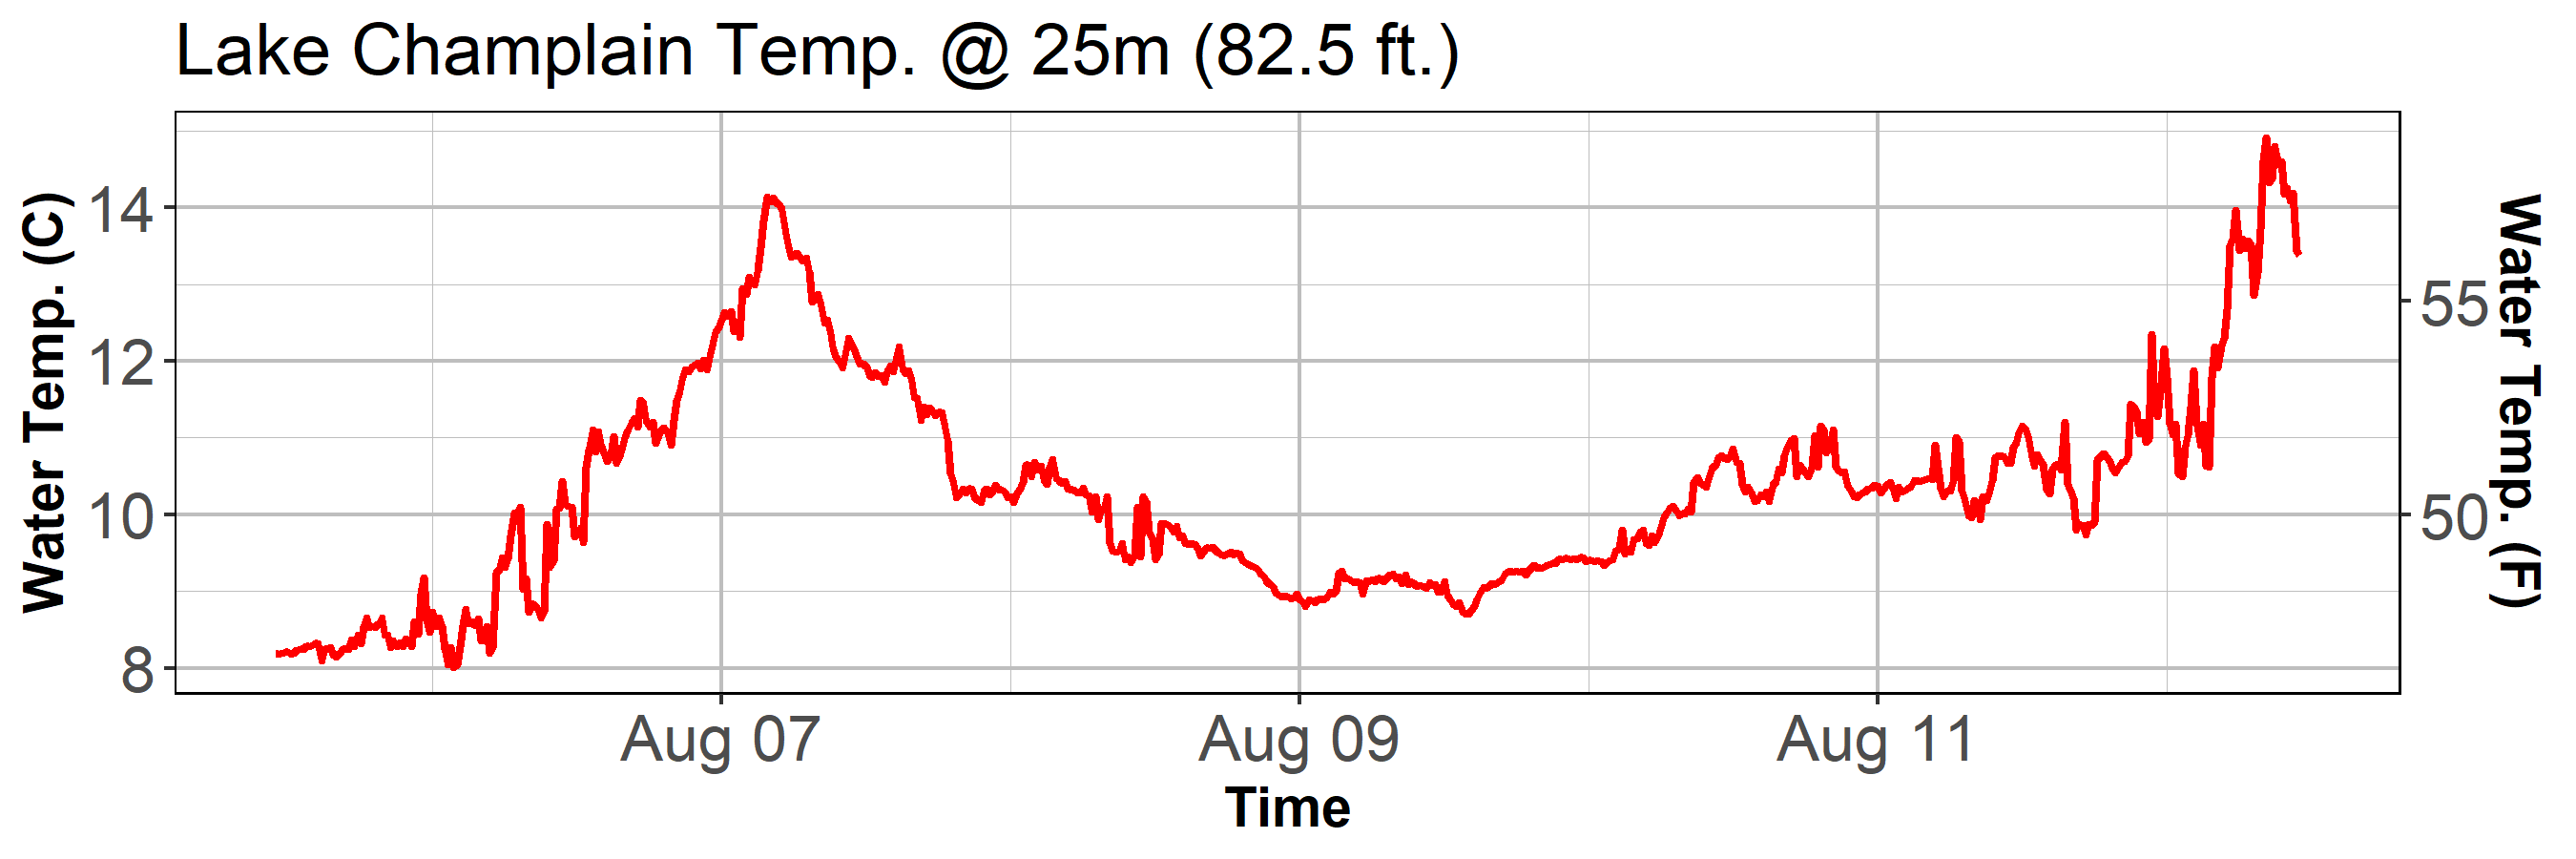 Lake Champlain Temp. @ 25m (82.5 ft.)
Water Temp. (C)
14
12
10
8
55
50
Water Temp. (F)
Aug 07
Aug 09
Aug 11
Time